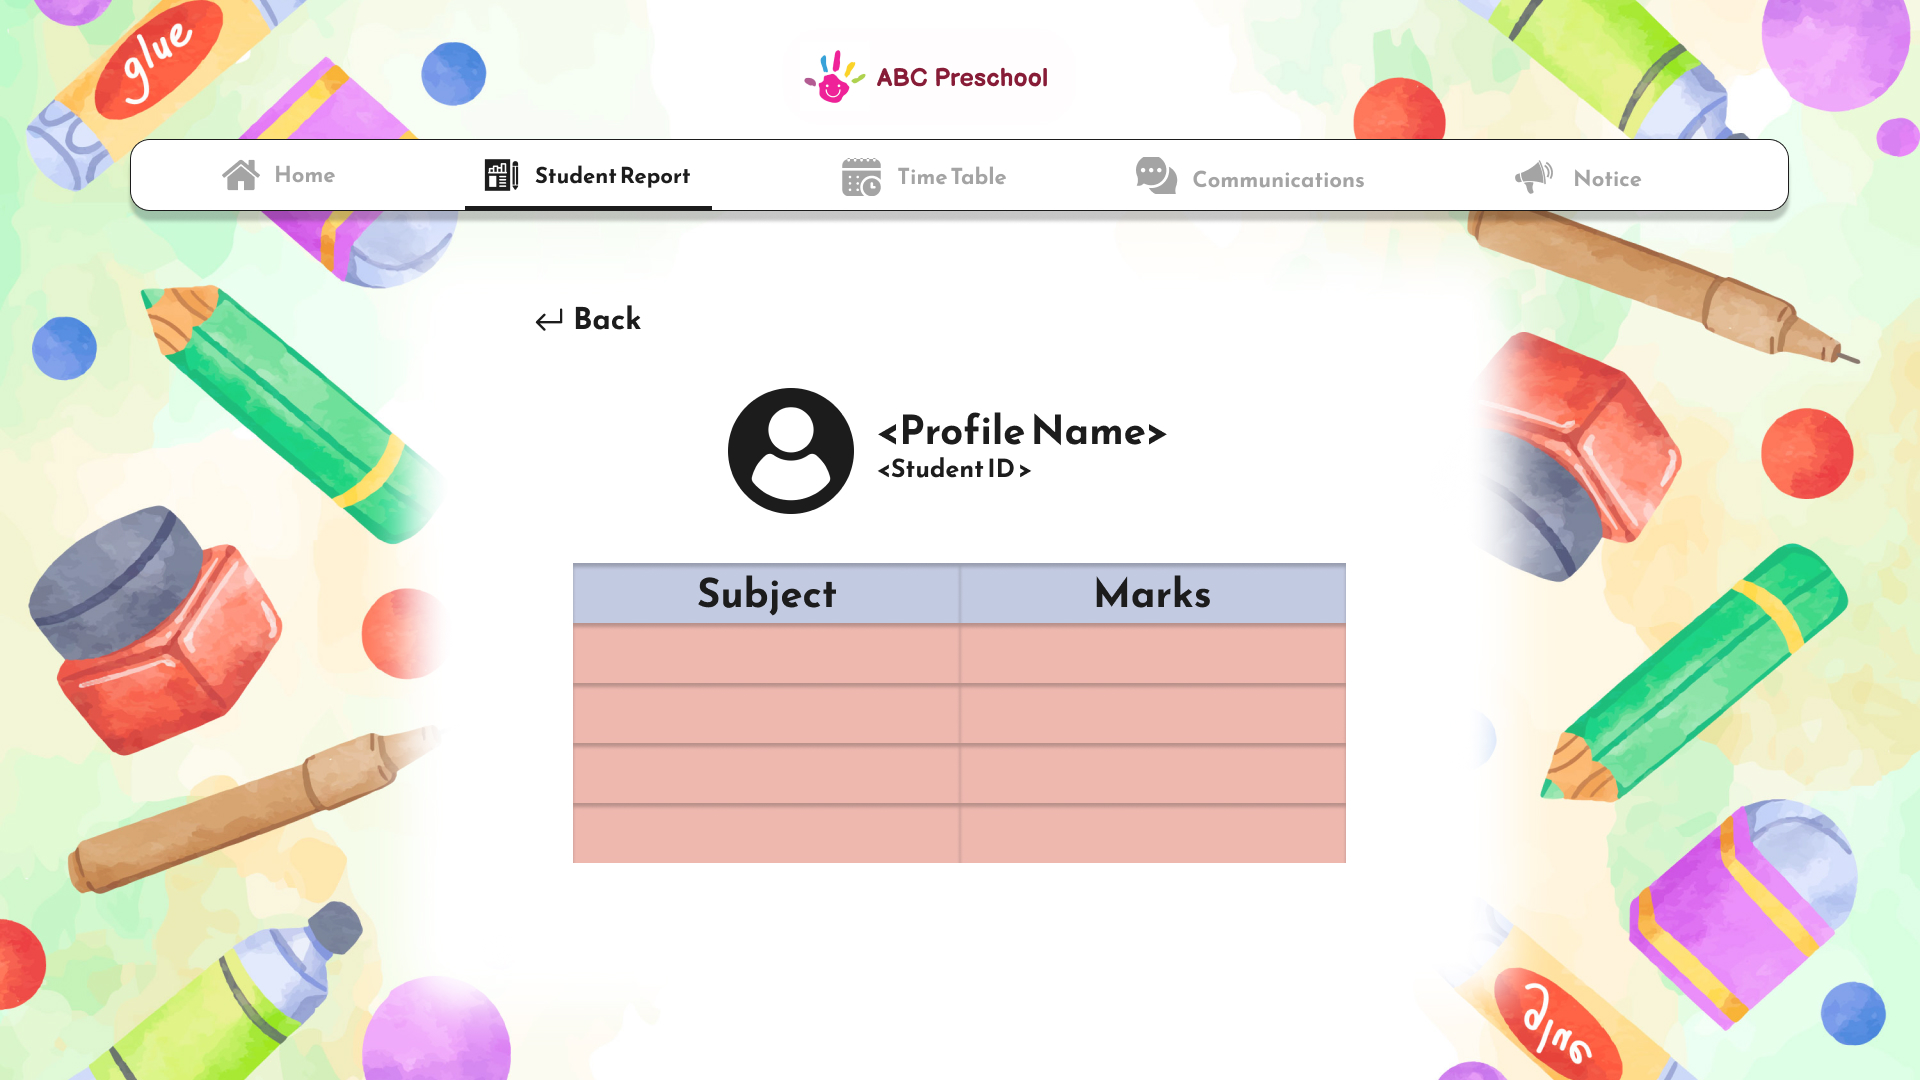 glue
ABC Preschool
Home
Student Report
Time Table
Communications
Notice
Back
<Profile Name>
<Student ID >
Subject
Marks
glue